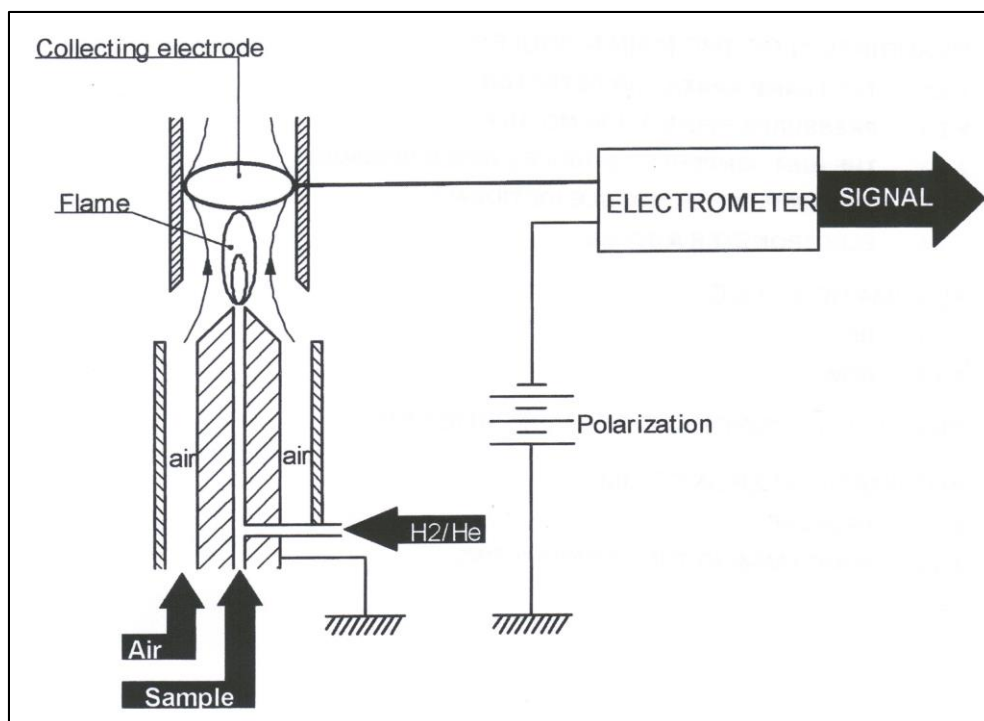 Collecting electrode
Flame
ELECTROMETER
SIGNAL
Polarization
air
air
H2/He
Air
Sample